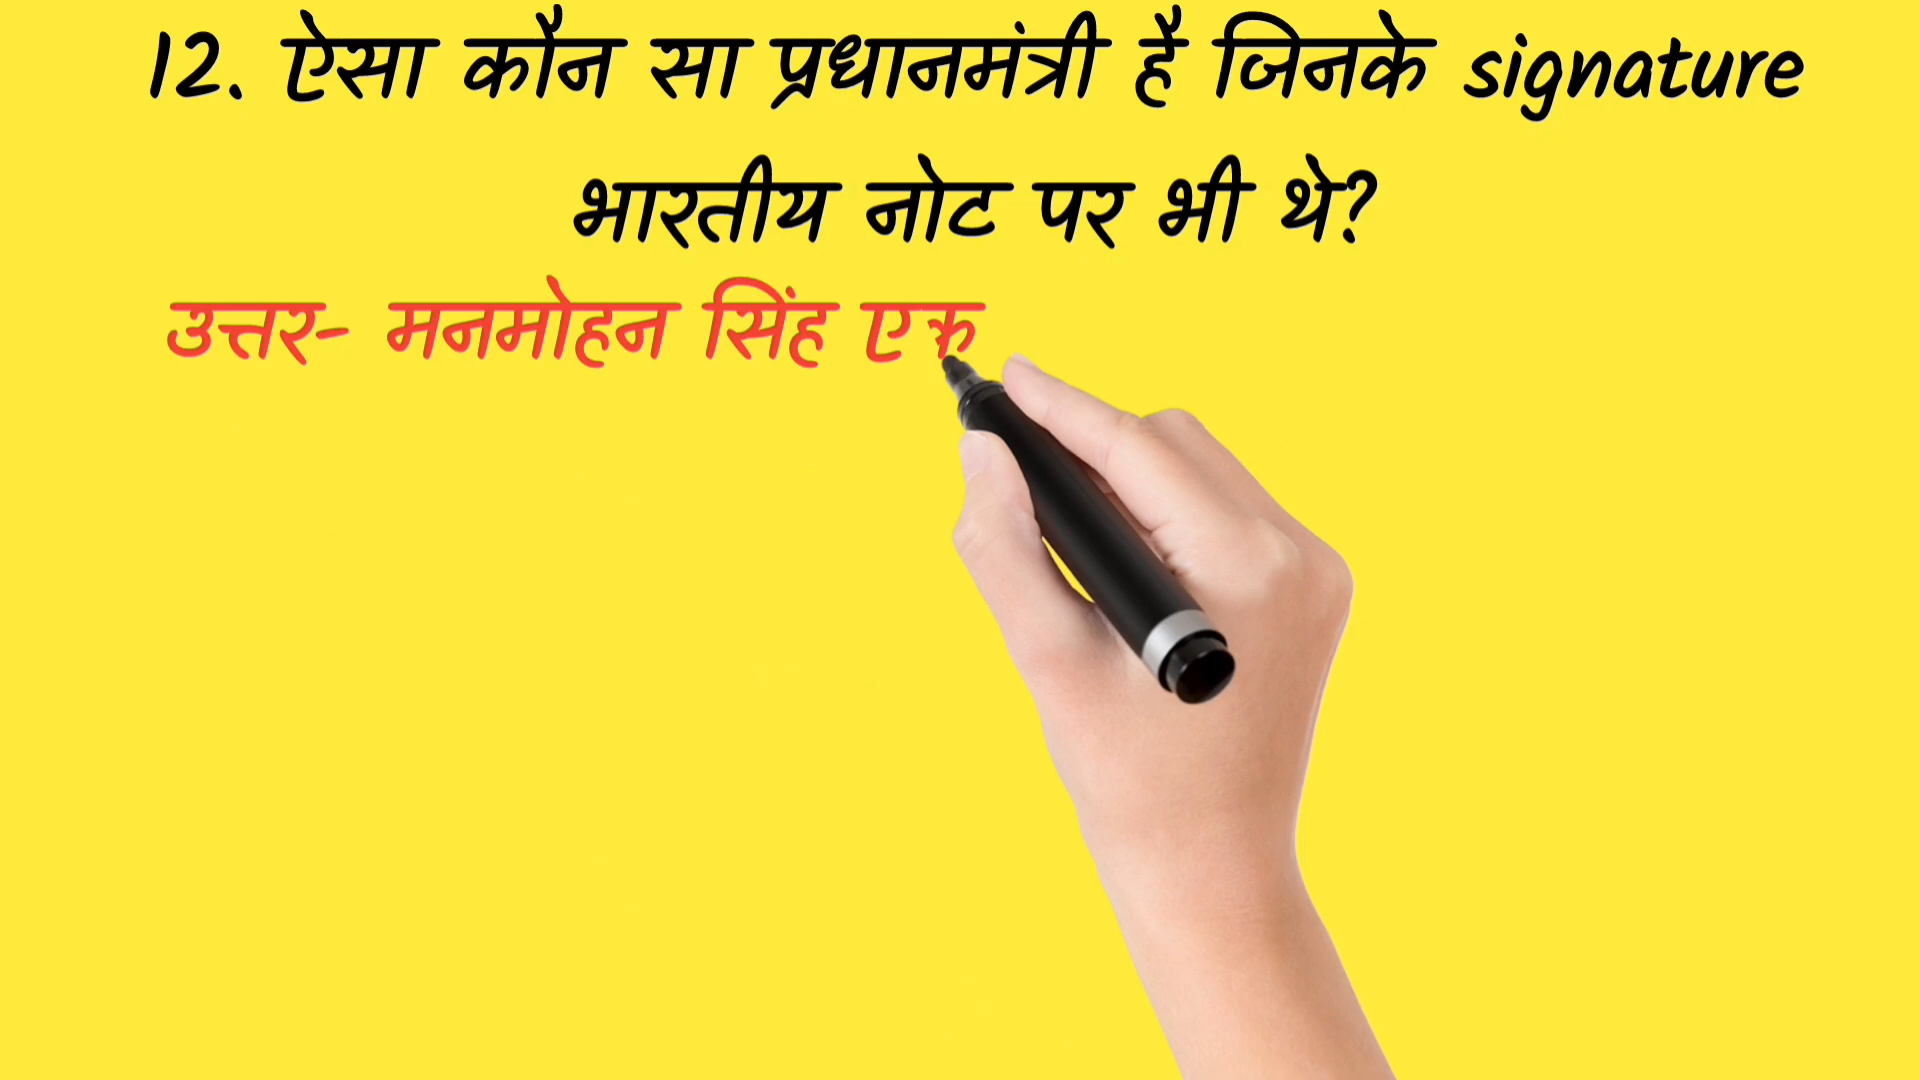 12. ऐसा कौन सा प्रधानमंत्री है जिनके signature
भारतीय नोट पर भी थे?
उत्तर- मनमोहन सिंह एक